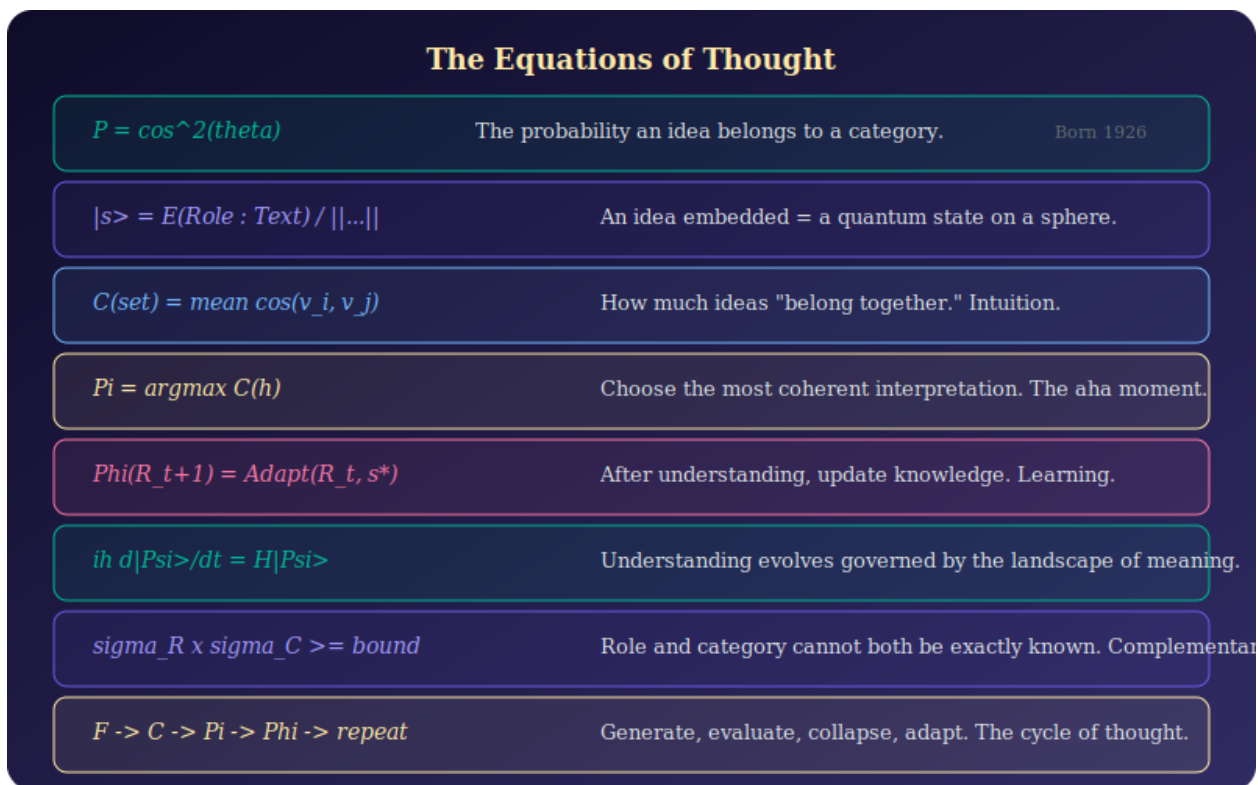 The Equations of Thought
P = cos^2(theta) The probability an idea belongs to a category. Born 1926
|s> = E(Role : Text) / ||...|| An idea embedded = a quantum state on a sphere.
C(set) = mean cos(v_i, v_j) How much ideas "belong together." Intuition.
Pi = argmax C(h) Choose the most coherent interpretation. The aha moment.
Phi(R_t+1) = Adapt(R_t, s*) After understanding, update knowledge. Learning.
ih d|Psi>/dt = H|Psi> Understanding evolves governed by the landscape of meaning.
sigma_R x sigma_C >= bound Role and category cannot both be exactly known.
F -> C -> Pi -> Phi -> repeat Generate, evaluate, collapse, adapt. The cycle of thought.